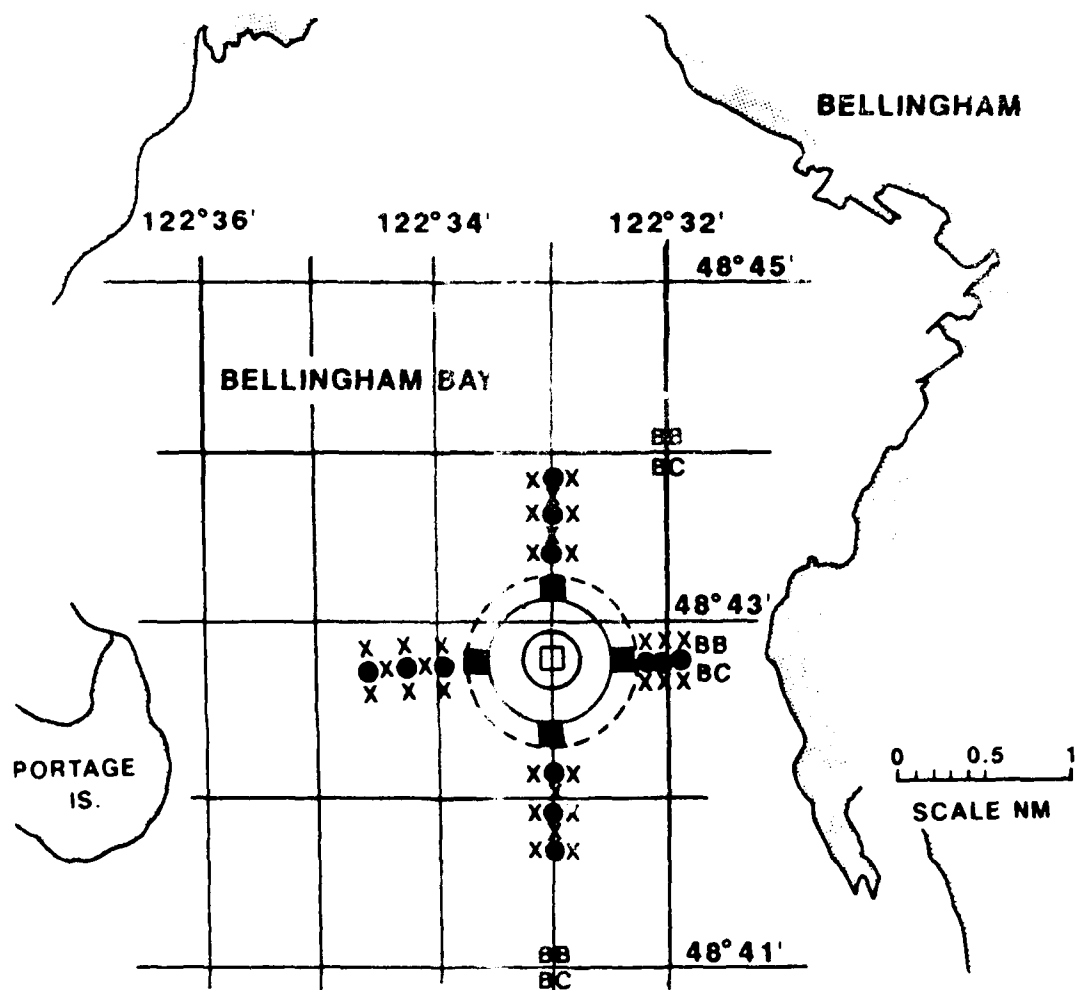 BELLINGHAM
122°36' 122°34' 122°32'
48°45'
BELLINGHAM BAY
BB
BC
X X
X
X X
X
X X
48°43'
X X X X X X BB
X X
X X X X X X BC
PORTAGE
IS.
0 0.5 1
SCALE NM
X X
X
X X
X
X X
BB
BC
48°41'